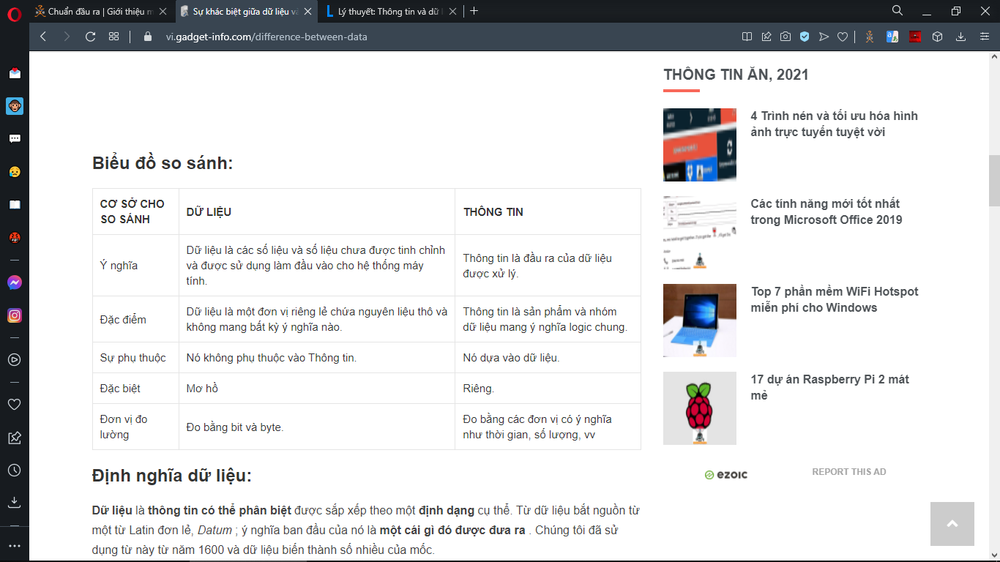 Chuẩn đầu ra | Giới thiệu m
Sự khác biệt giữa dữ liệu và
Lý thuyết: Thông tin và dữ l
vi.gadget-info.com/difference-between-data
Biểu đồ so sánh:
CƠ SỞ CHO
SO SÁNH
DỮ LIỆU
THÔNG TIN
Ý nghĩa
Dữ liệu là các số liệu và số liệu chưa được tinh chỉnh
và được sử dụng làm đầu vào cho hệ thống máy
tính.
Thông tin là đầu ra của dữ liệu
được xử lý.
Đặc điểm
Dữ liệu là một đơn vị riêng lẻ chứa nguyên liệu thô và
không mang bất kỳ ý nghĩa nào.
Thông tin là sản phẩm và nhóm
dữ liệu mang ý nghĩa logic chung.
Sự phụ thuộc
Nó không phụ thuộc vào Thông tin.
Nó dựa vào dữ liệu.
Đặc biệt
Mơ hồ
Riêng.
Đơn vị đo
lường
Đo bằng bit và byte.
Đo bằng các đơn vị có ý nghĩa
như thời gian, số lượng, vv
Định nghĩa dữ liệu:
Dữ liệu là thông tin có thể phân biệt được sắp xếp theo một định dạng cụ thể. Từ dữ liệu bắt nguồn từ
một từ Latin đơn lẻ, Datum ; ý nghĩa ban đầu của nó là một cái gì đó được đưa ra . Chúng tôi đã sử
dụng từ này từ năm 1600 và dữ liệu biến thành số nhiều của mốc.
THÔNG TIN ĂN, 2021
4 Trình nén và tối ưu hóa hình
ảnh trực tuyến tuyệt vời
Các tính năng mới tốt nhất
trong Microsoft Office 2019
Top 7 phần mềm WiFi Hotspot
miễn phí cho Windows
17 dự án Raspberry Pi 2 mát
mẻ
ezoic
REPORT THIS AD